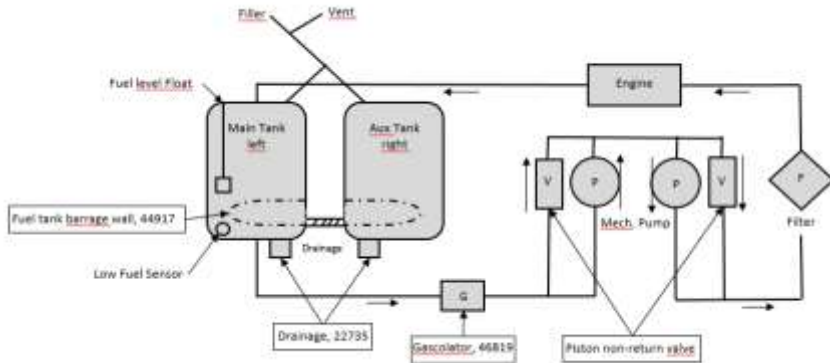 Filler
Vent
Fuel level Float
Engine
Main Tank
left
Aux Tank
right
V
P
P
V
F
Fuel tank barrage wall, 44917
Mech. Pump
Filter
Drainage
Low Fuel Sensor
G
Drainage, 22735
Gascolator, 46819
Piston non-return valve